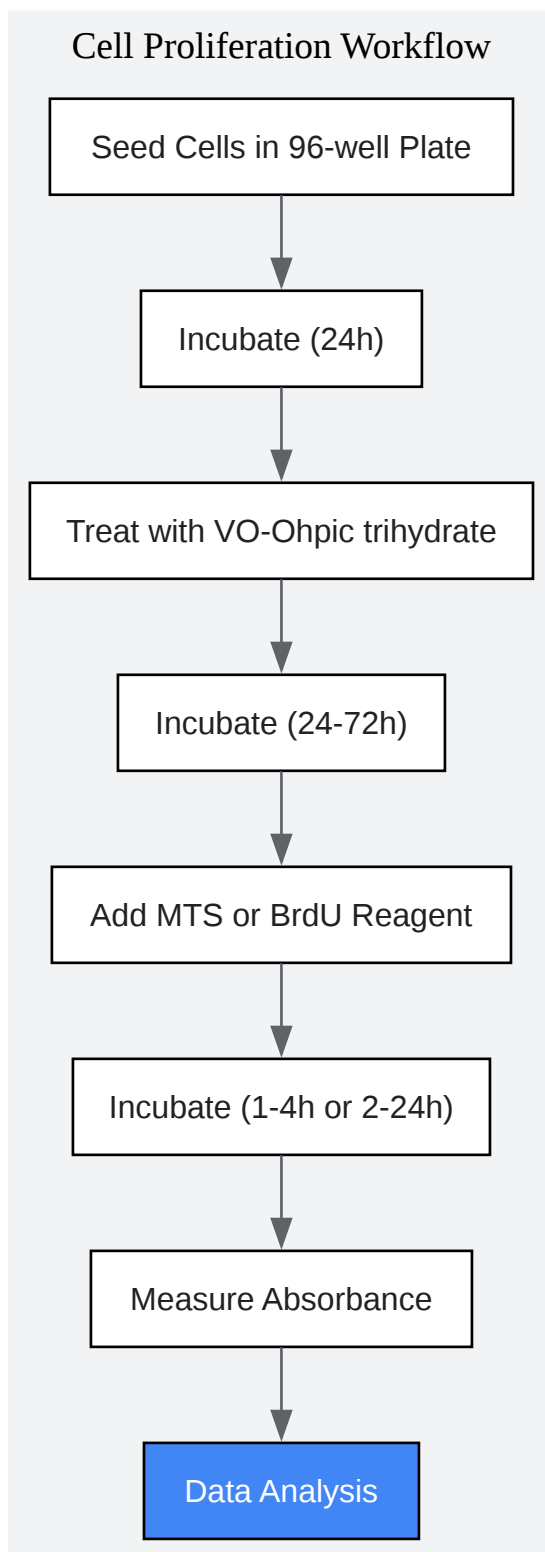 Cell Proliferation Workflow
Seed Cells in 96-well Plate
Incubate (24h)
Treat with VO-Ohpic trihydrate
Incubate (24-72h)
Add MTS or BrdU Reagent
Incubate (1-4h or 2-24h)
Measure Absorbance
Data Analysis